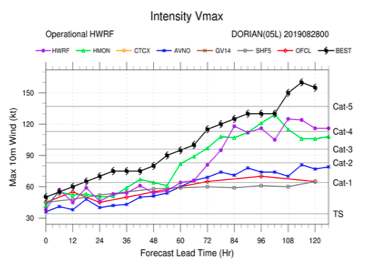 Intensity Vmax
Operational HWRF
DORIAN(05L) 2019082800
HWRF HMON CTCX AVNO GV14 SHF5 OFCL BEST
Max 10m Wind (kt)
150
120
90
60
30
Cat-5
Cat-4
Cat-3
Cat-2
Cat-1
TS
0 12 24 36 48 60 72 84 96 108 120
Forecast Lead Time (Hr)